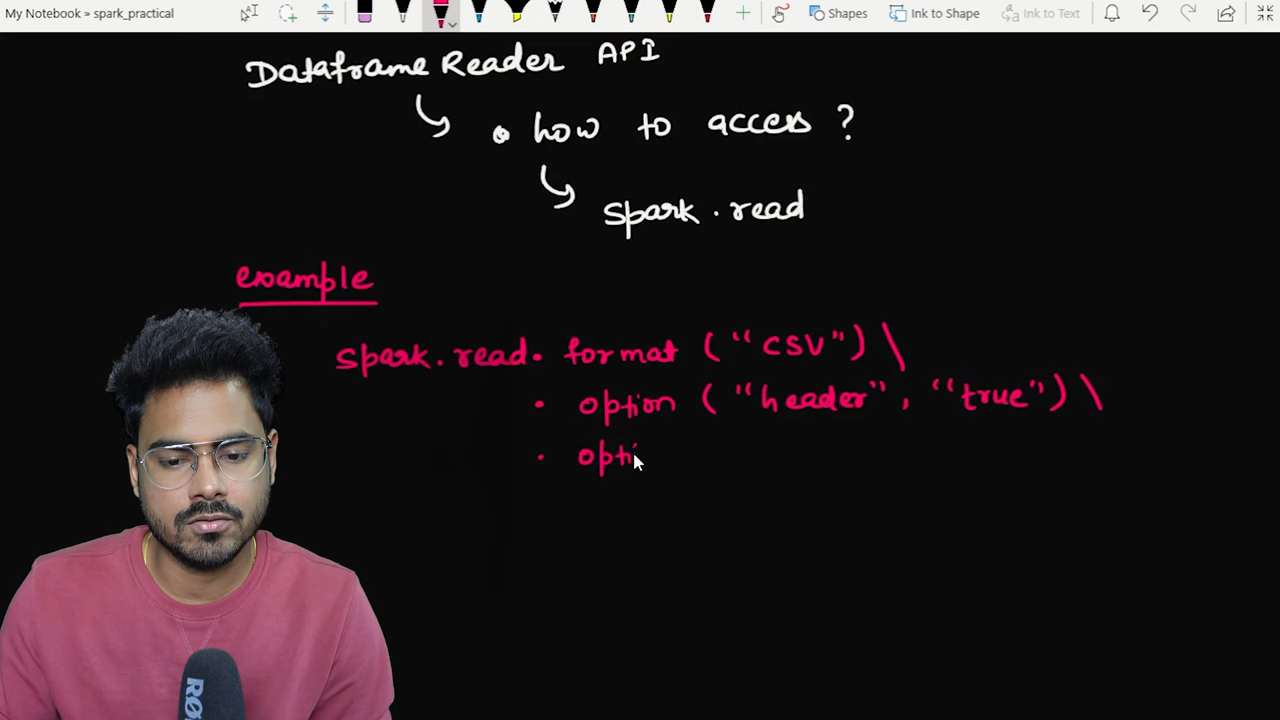 My Notebook » spark_practical
Shapes
Ink to Shape
Ink to Text
Dataframe Reader API
• how to access ?
spark.read
example
spark.read. format ("CSV") \
. option ("header", "true") \
. opti
RØ